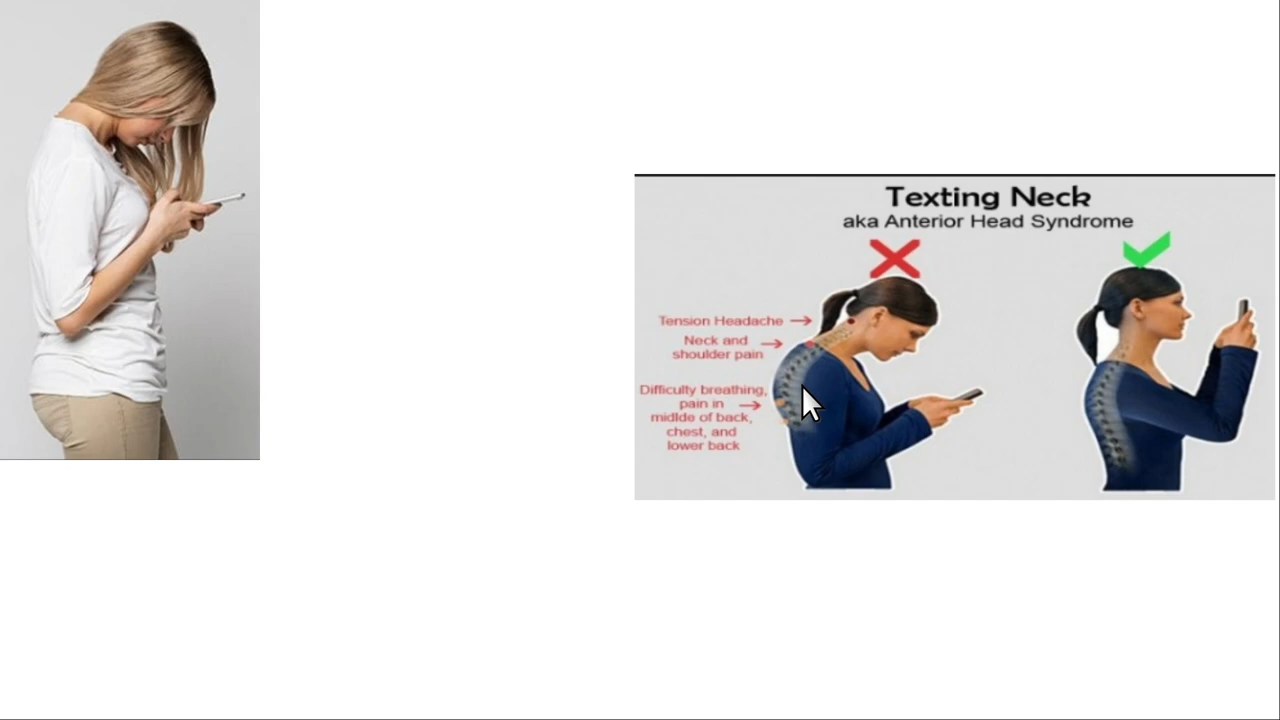 Texting Neck
aka Anterior Head Syndrome
Tension Headache
Neck and
shoulder pain
Difficulty breathing,
pain in
midlde of back,
chest, and
lower back